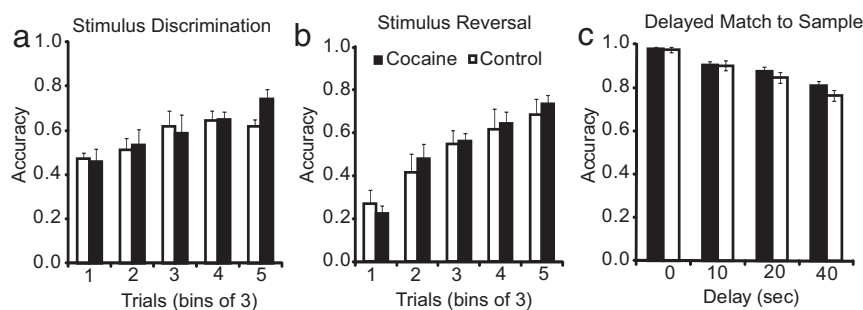 a Stimulus Discrimination
Accuracy
1.0
0.8
0.6
0.4
0.2
0.0
1 2 3 4 5
Trials (bins of 3)
b Stimulus Reversal
Cocaine Control
Accuracy
1.0
0.8
0.6
0.4
0.2
0.0
1 2 3 4 5
Trials (bins of 3)
c Delayed Match to Sample
Accuracy
1.0
0.8
0.6
0.4
0.2
0.0
0 10 20 40
Delay (sec)